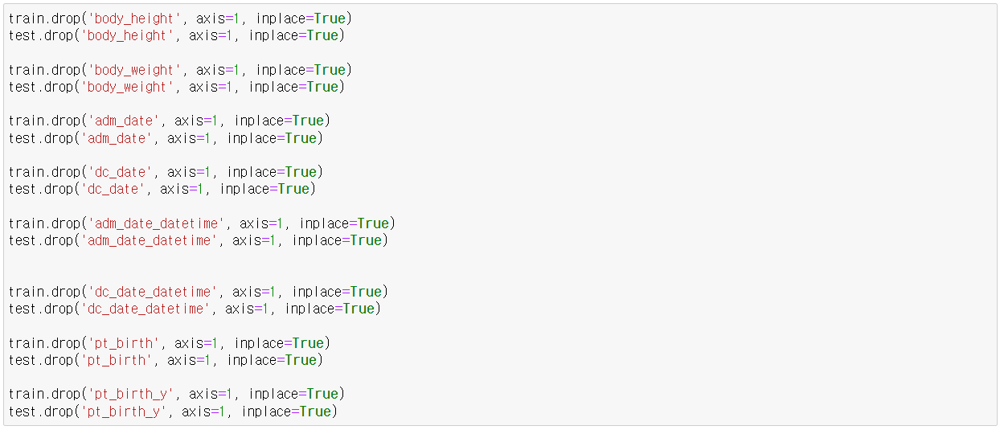 train.drop('body_height', axis=1, inplace=True)
test.drop('body_height', axis=1, inplace=True)
train.drop('body_weight', axis=1, inplace=True)
test.drop('body_weight', axis=1, inplace=True)
train.drop('adm_date', axis=1, inplace=True)
test.drop('adm_date', axis=1, inplace=True)
train.drop('dc_date', axis=1, inplace=True)
test.drop('dc_date', axis=1, inplace=True)
train.drop('adm_date_datetime', axis=1, inplace=True)
test.drop('adm_date_datetime', axis=1, inplace=True)
train.drop('dc_date_datetime', axis=1, inplace=True)
test.drop('dc_date_datetime', axis=1, inplace=True)
train.drop('pt_birth', axis=1, inplace=True)
test.drop('pt_birth', axis=1, inplace=True)
train.drop('pt_birth_y', axis=1, inplace=True)
test.drop('pt_birth_y', axis=1, inplace=True)